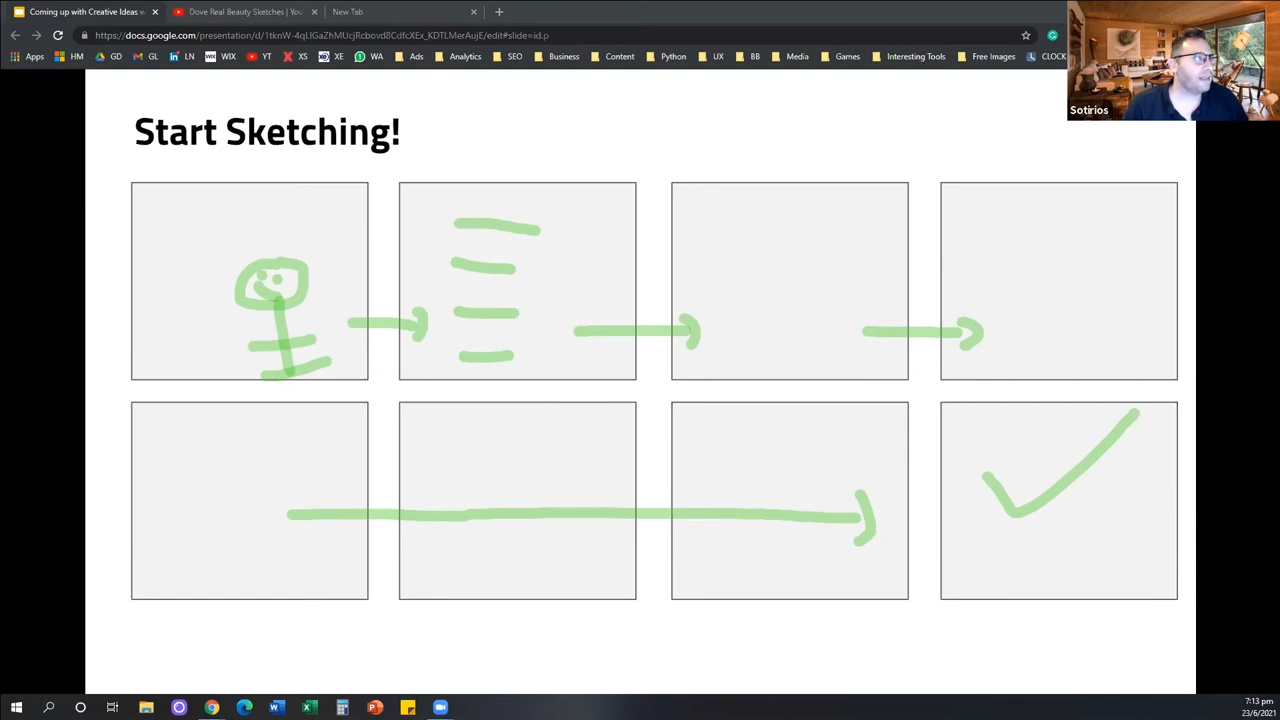 Coming up with Creative Ideas w
Dove Real Beauty Sketches | You
New Tab
https://docs.google.com/presentation/d/1tknW-4qLlGaZhMUcjRcbovd8CdfcXEx_KDTLMerAujE/edit#slide=id.p
Apps HM GD GL LN WIX YT XS XE WA Ads Analytics SEO Business Content Python UX BB Media Games Interesting Tools Free Images CLOCK
Sotirios
Start Sketching!
7:13 pm
23/6/2021